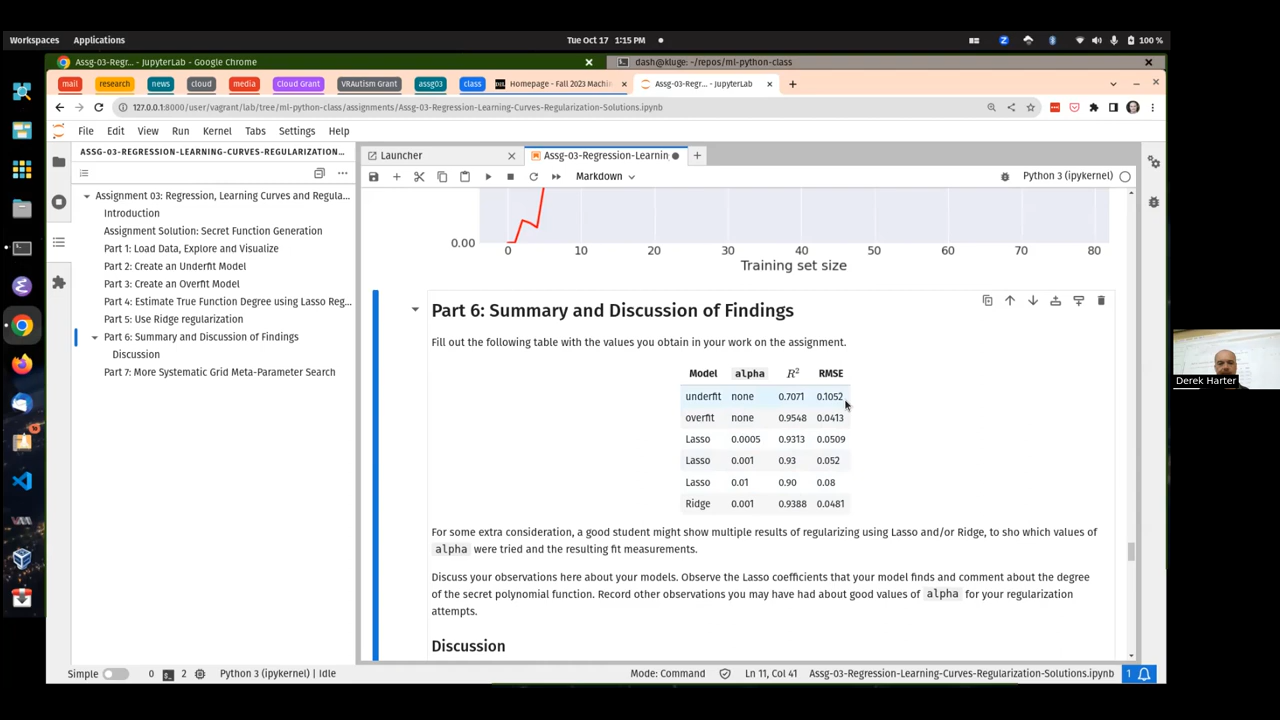 Workspaces Applications Tue Oct 17 1:15 PM 100 %
Assg-03-Regr... - JupyterLab - Google Chrome dash@kluge: ~/repos/ml-python-class
mail research news cloud media Cloud Grant VRAutism Grant assg03 class Homepage - Fall 2023 Machin Assg-03-Regr... - JupyterLab
127.0.0.1:8000/user/vagrant/lab/tree/ml-python-class/assignments/Assg-03-Regression-Learning-Curves-Regularization-Solutions.ipynb
File Edit View Run Kernel Tabs Settings Help
ASSG-03-REGRESSION-LEARNING-CURVES-REGULARIZATION...
Assignment 03: Regression, Learning Curves and Regula...
Introduction
Assignment Solution: Secret Function Generation
Part 1: Load Data, Explore and Visualize
Part 2: Create an Underfit Model
Part 3: Create an Overfit Model
Part 4: Estimate True Function Degree using Lasso Reg...
Part 5: Use Ridge regularization
Part 6: Summary and Discussion of Findings
Discussion
Part 7: More Systematic Grid Meta-Parameter Search
Launcher Assg-03-Regression-Learnin
Markdown Python 3 (ipykernel)
0.00
0 10 20 30 40 50 60 70 80
Training set size
Part 6: Summary and Discussion of Findings
Fill out the following table with the values you obtain in your work on the assignment.
Model alpha R² RMSE
underfit none 0.7071 0.1052
overfit none 0.9548 0.0413
Lasso 0.0005 0.9313 0.0509
Lasso 0.001 0.93 0.052
Lasso 0.01 0.90 0.08
Ridge 0.001 0.9388 0.0481
For some extra consideration, a good student might show multiple results of regularizing using Lasso and/or Ridge, to sho which values of
alpha were tried and the resulting fit measurements.
Discuss your observations here about your models. Observe the Lasso coefficients that your model finds and comment about the degree
of the secret polynomial function. Record other observations you may have had about good values of alpha for your regularization
attempts.
Discussion
Derek Harter
Simple 0 2 Python 3 (ipykernel) | Idle Mode: Command Ln 11, Col 41 Assg-03-Regression-Learning-Curves-Regularization-Solutions.ipynb 1